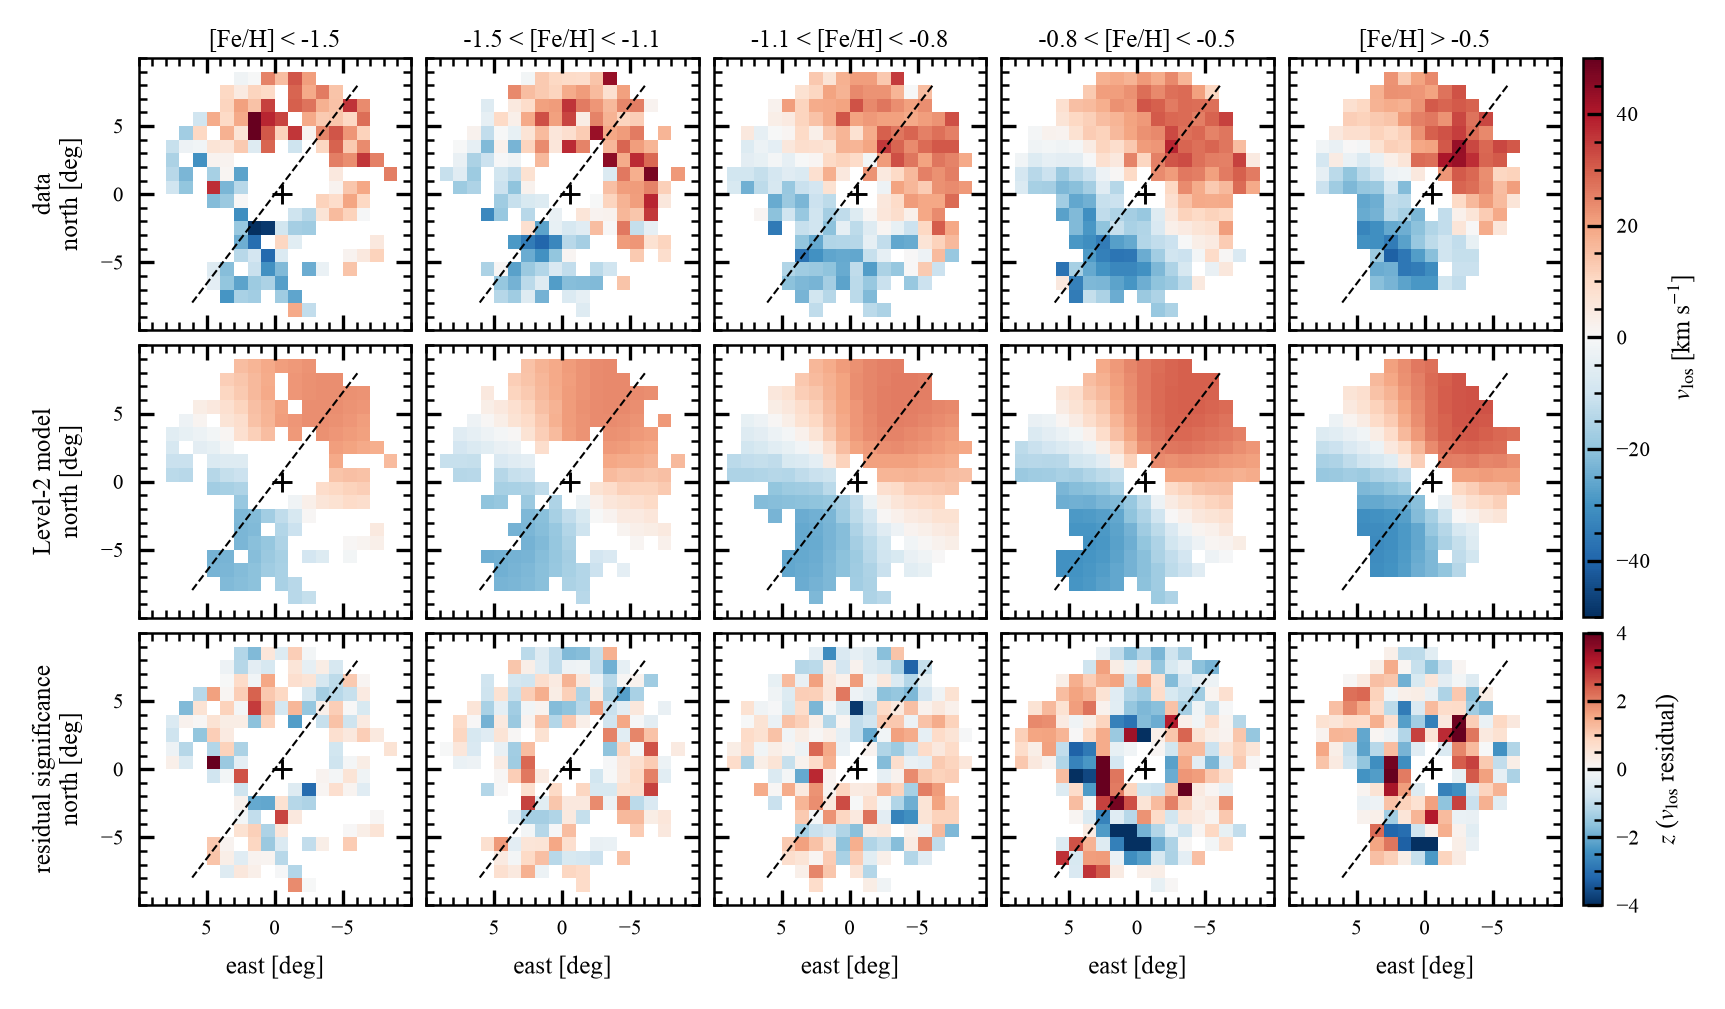 [Fe/H] < -1.5
-1.5 < [Fe/H] < -1.1
-1.1 < [Fe/H] < -0.8
-0.8 < [Fe/H] < -0.5
[Fe/H] > -0.5
data
north [deg]
5
0
−5
Level-2 model
north [deg]
5
0
−5
residual significance
north [deg]
5
0
−5
5 0 −5
5 0 −5
5 0 −5
5 0 −5
5 0 −5
east [deg]
east [deg]
east [deg]
east [deg]
east [deg]
40
20
0
−20
−40
v_los [km s⁻¹]
4
2
0
−2
−4
z (v_los residual)